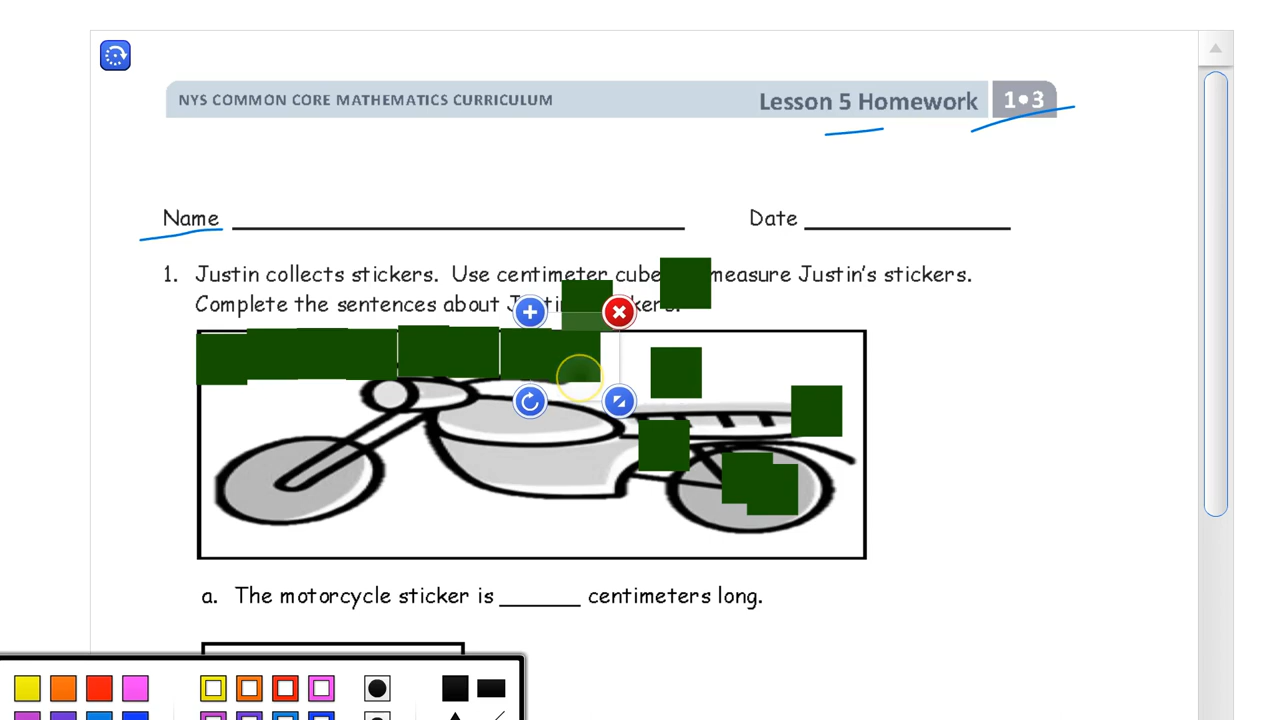 NYS COMMON CORE MATHEMATICS CURRICULUM Lesson 5 Homework 1•3
Name Date
1. Justin collects stickers. Use centimeter cube measure Justin's stickers.
Complete the sentences about
a. The motorcycle sticker is ______ centimeters long.